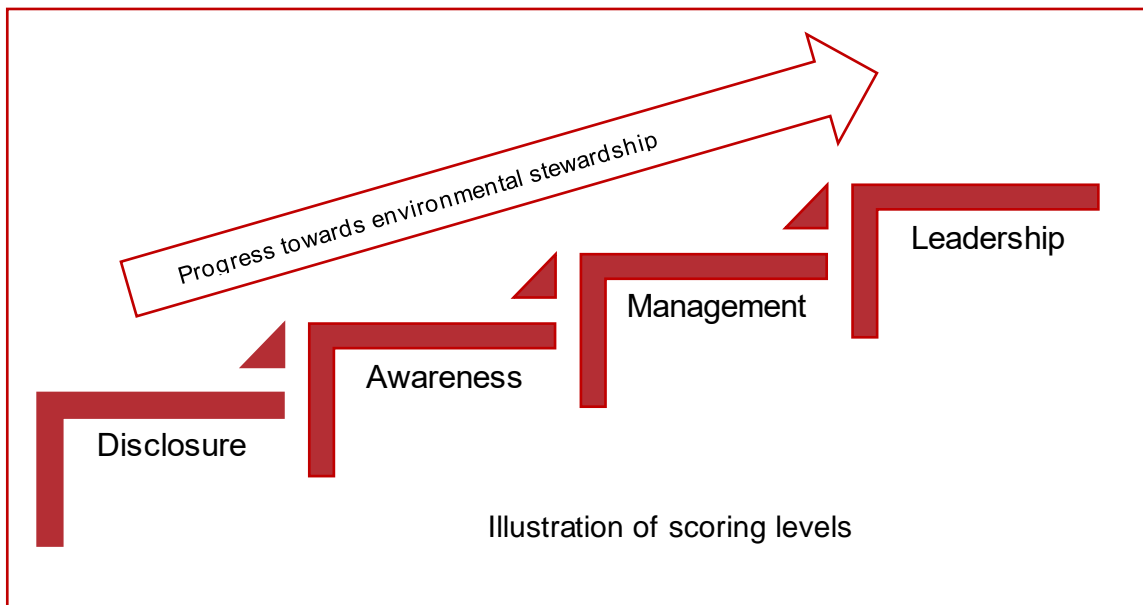 Progress towards environmental stewardship
Leadership
Management
Awareness
Disclosure
Illustration of scoring levels